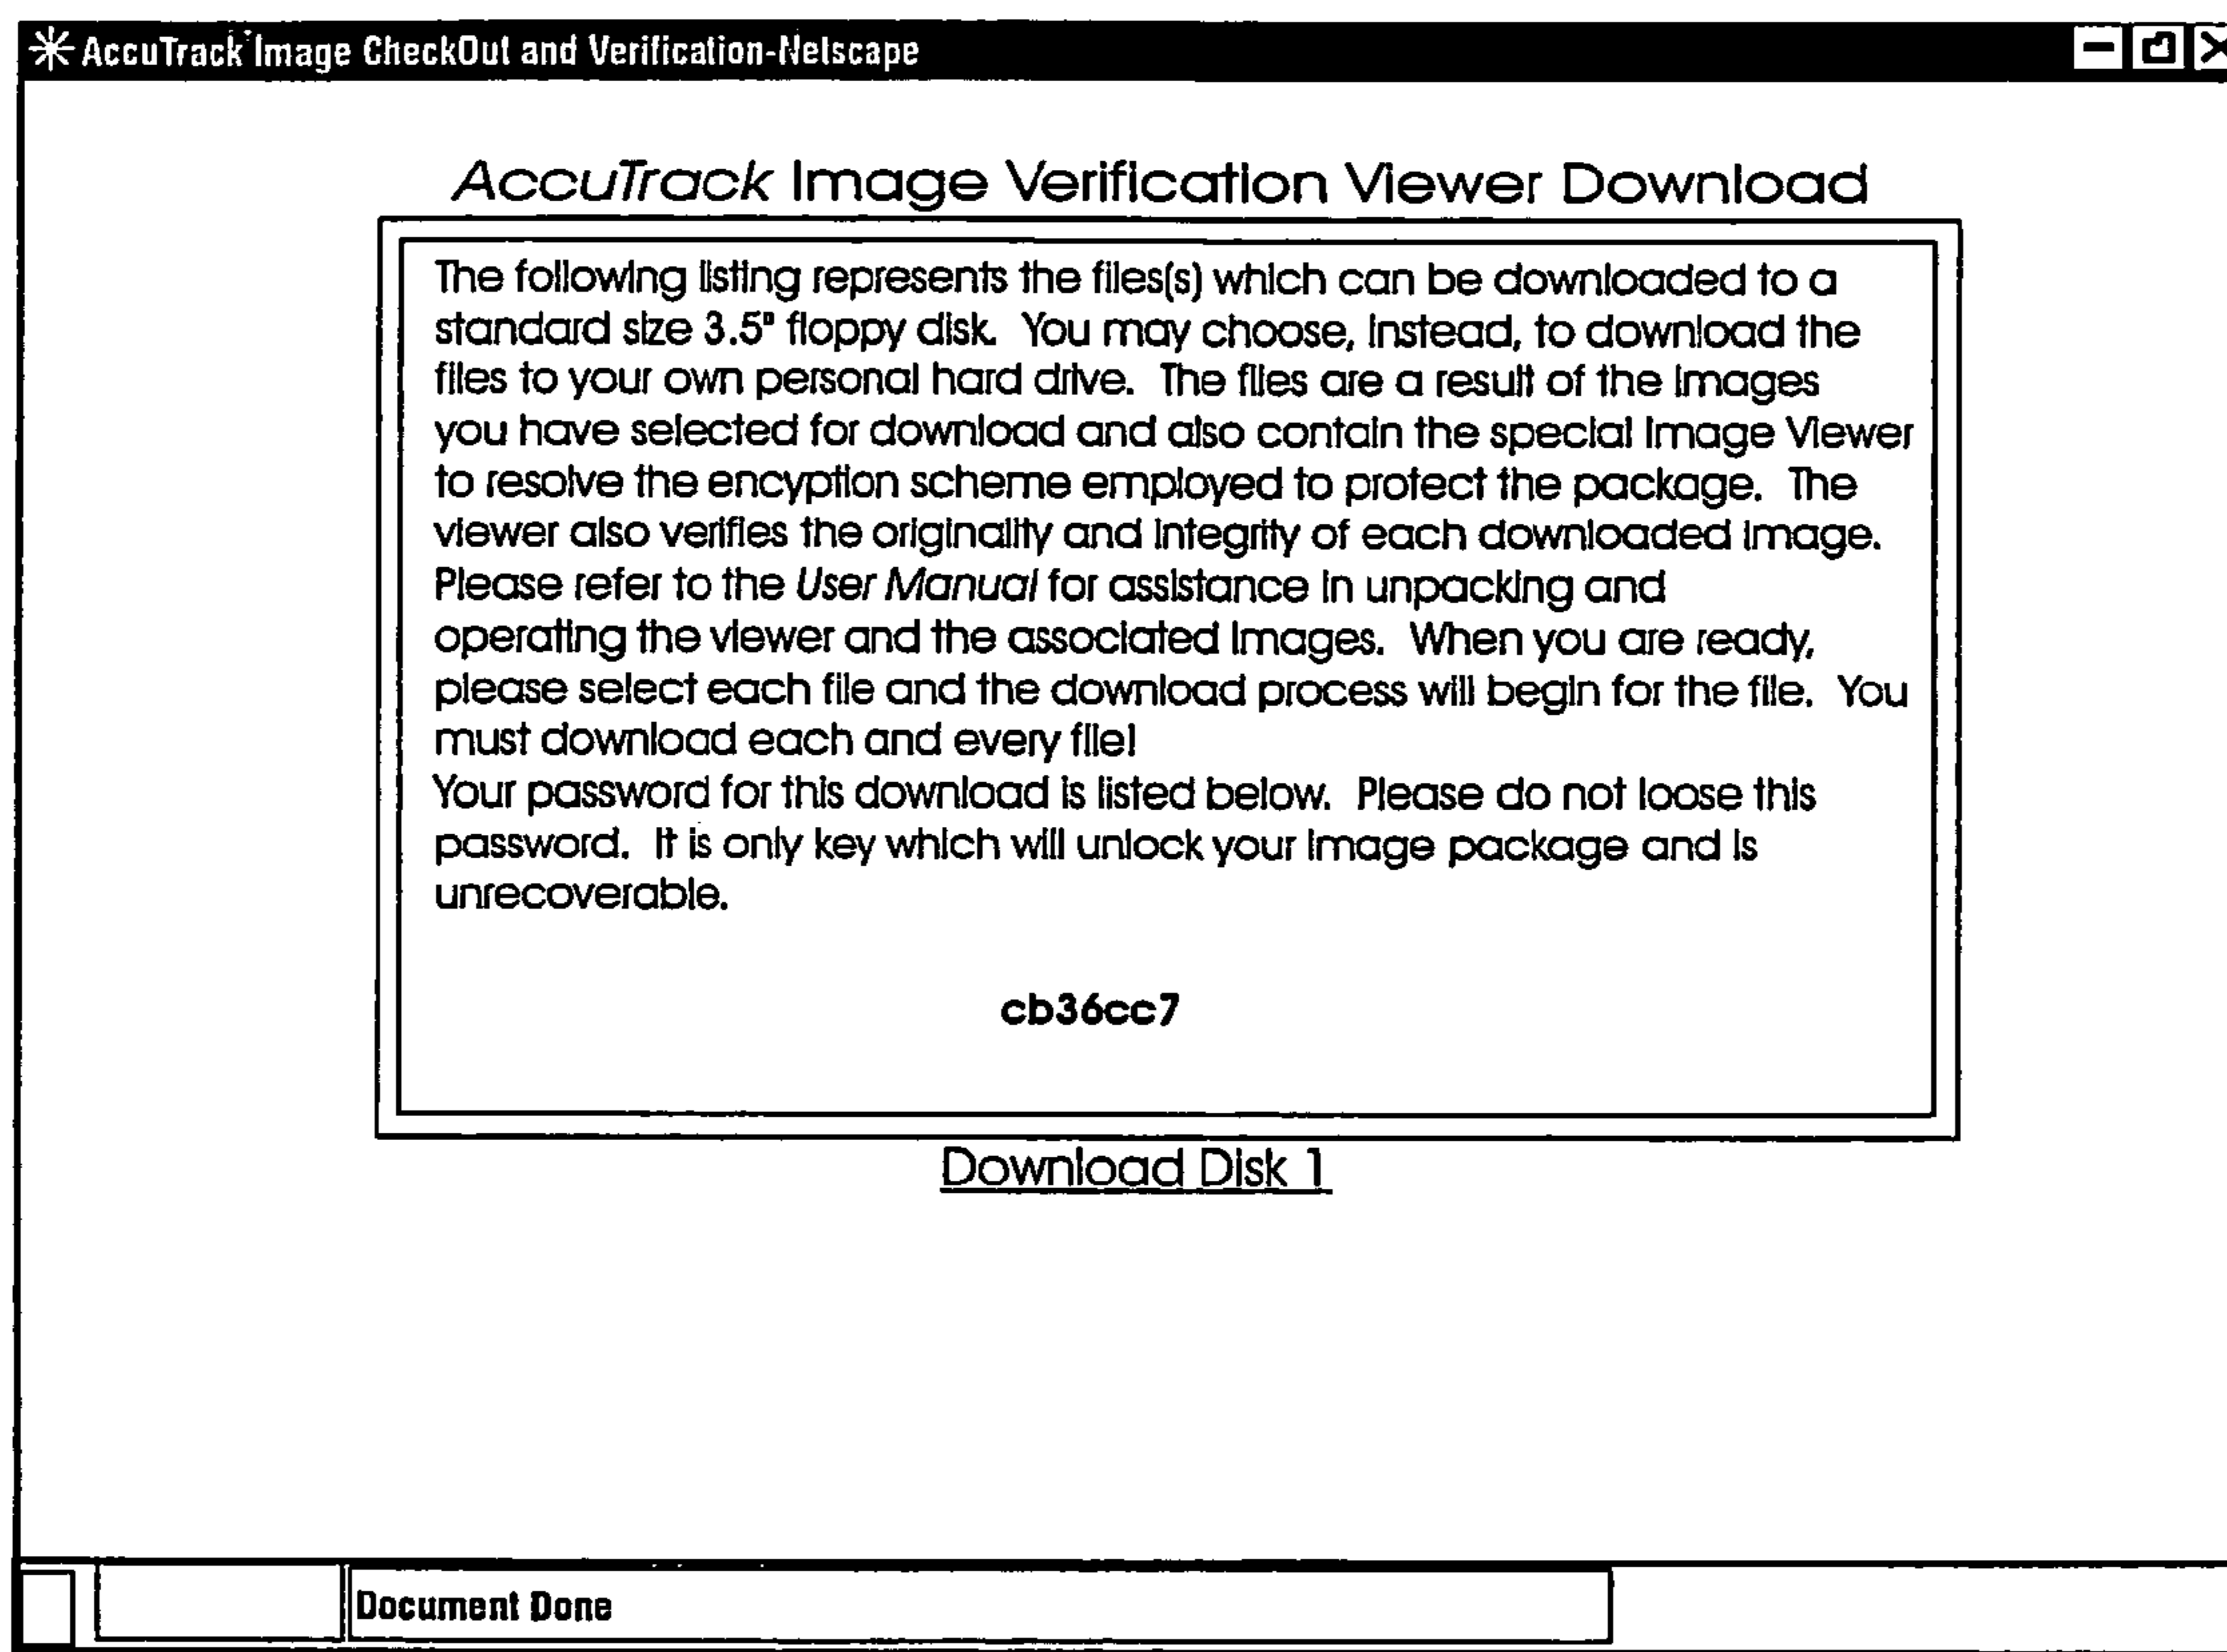 AccuTrack Image CheckOut and Verification-Netscape
AccuTrack Image Verification Viewer Download
The following listing represents the files(s) which can be downloaded to a
standard size 3.5" floppy disk. You may choose, instead, to download the
files to your own personal hard drive. The files are a result of the images
you have selected for download and also contain the special Image Viewer
to resolve the encyption scheme employed to protect the package. The
viewer also verifies the originality and integrity of each downloaded image.
Please refer to the User Manual for assistance in unpacking and
operating the viewer and the associated images. When you are ready,
please select each file and the download process will begin for the file. You
must download each and every file!
Your password for this download is listed below. Please do not loose this
password. It is only key which will unlock your image package and is
unrecoverable.
cb36cc7
Download Disk 1
Document Done